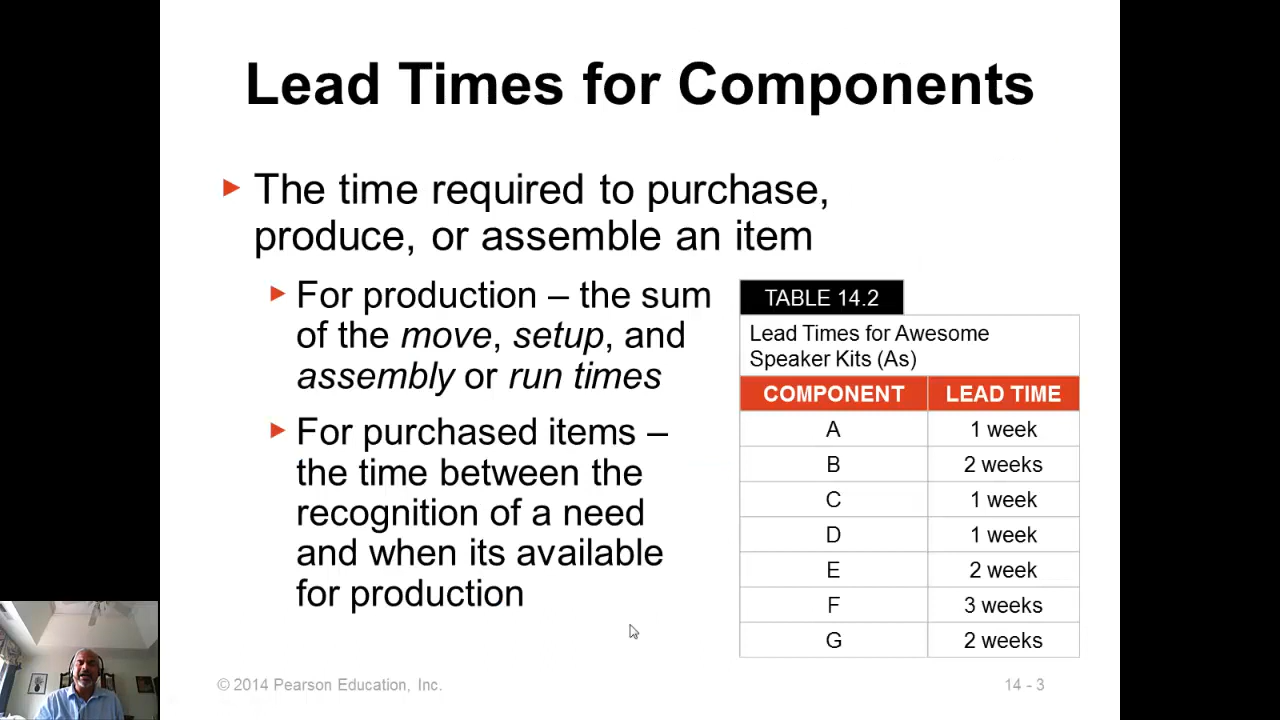 Lead Times for Components
► The time required to purchase,
produce, or assemble an item
► For production – the sum
of the move, setup, and
assembly or run times
► For purchased items –
the time between the
recognition of a need
and when its available
for production
TABLE 14.2
Lead Times for Awesome
Speaker Kits (As)
COMPONENT LEAD TIME
A 1 week
B 2 weeks
C 1 week
D 1 week
E 2 week
F 3 weeks
G 2 weeks
© 2014 Pearson Education, Inc.
14 - 3